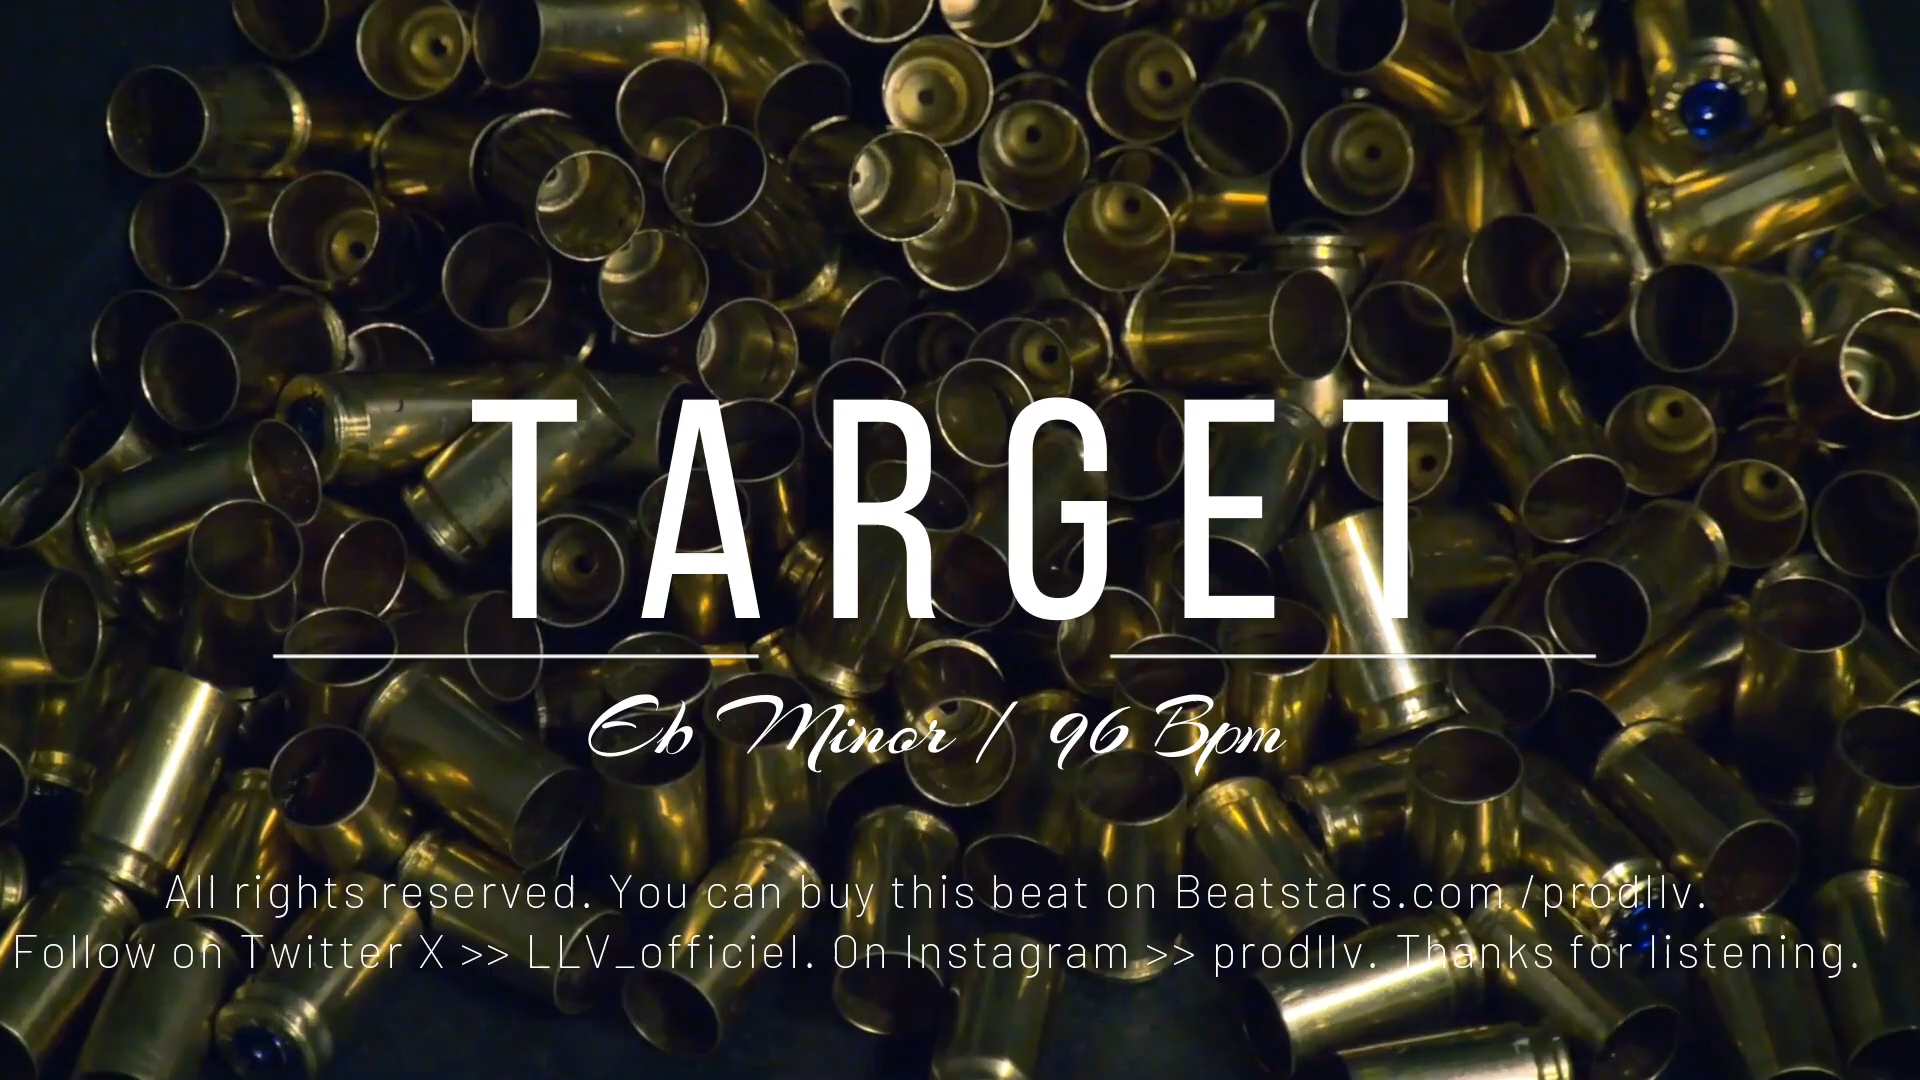 TARGET
Eb Minor / 96 Bpm
All rights reserved. You can buy this beat on Beatstars.com /prodllv.
Follow on Twitter X >> LLV_officiel. On Instagram >> prodllv. Thanks for listening.